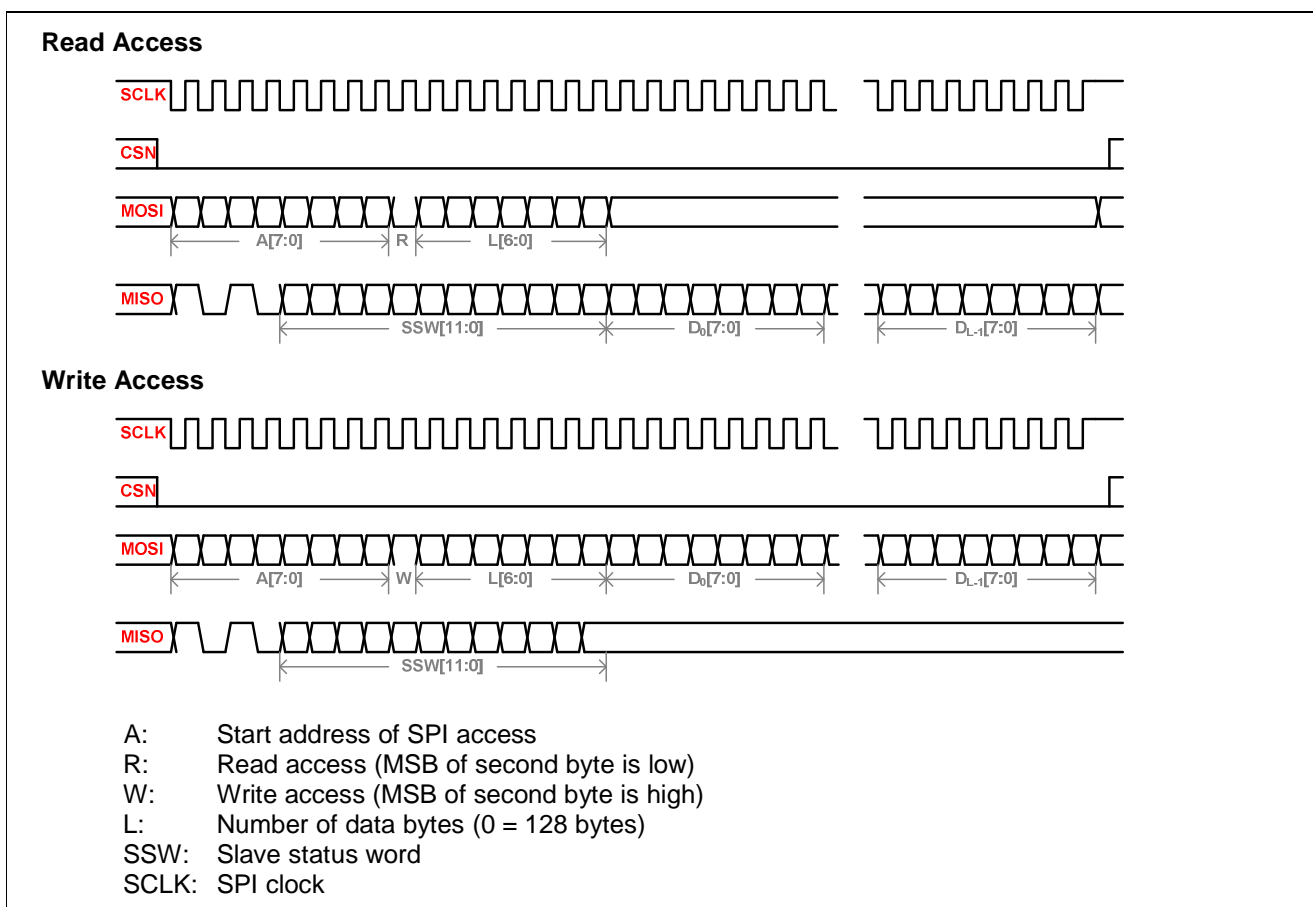 Read Access
SCLK
CSN
MOSI
A[7:0] R L[6:0]
MISO
SSW[11:0] D₀[7:0] D_L-1[7:0]
Write Access
SCLK
CSN
MOSI
A[7:0] W L[6:0] D₀[7:0] D_L-1[7:0]
MISO
SSW[11:0]
A: Start address of SPI access
R: Read access (MSB of second byte is low)
W: Write access (MSB of second byte is high)
L: Number of data bytes (0 = 128 bytes)
SSW: Slave status word
SCLK: SPI clock